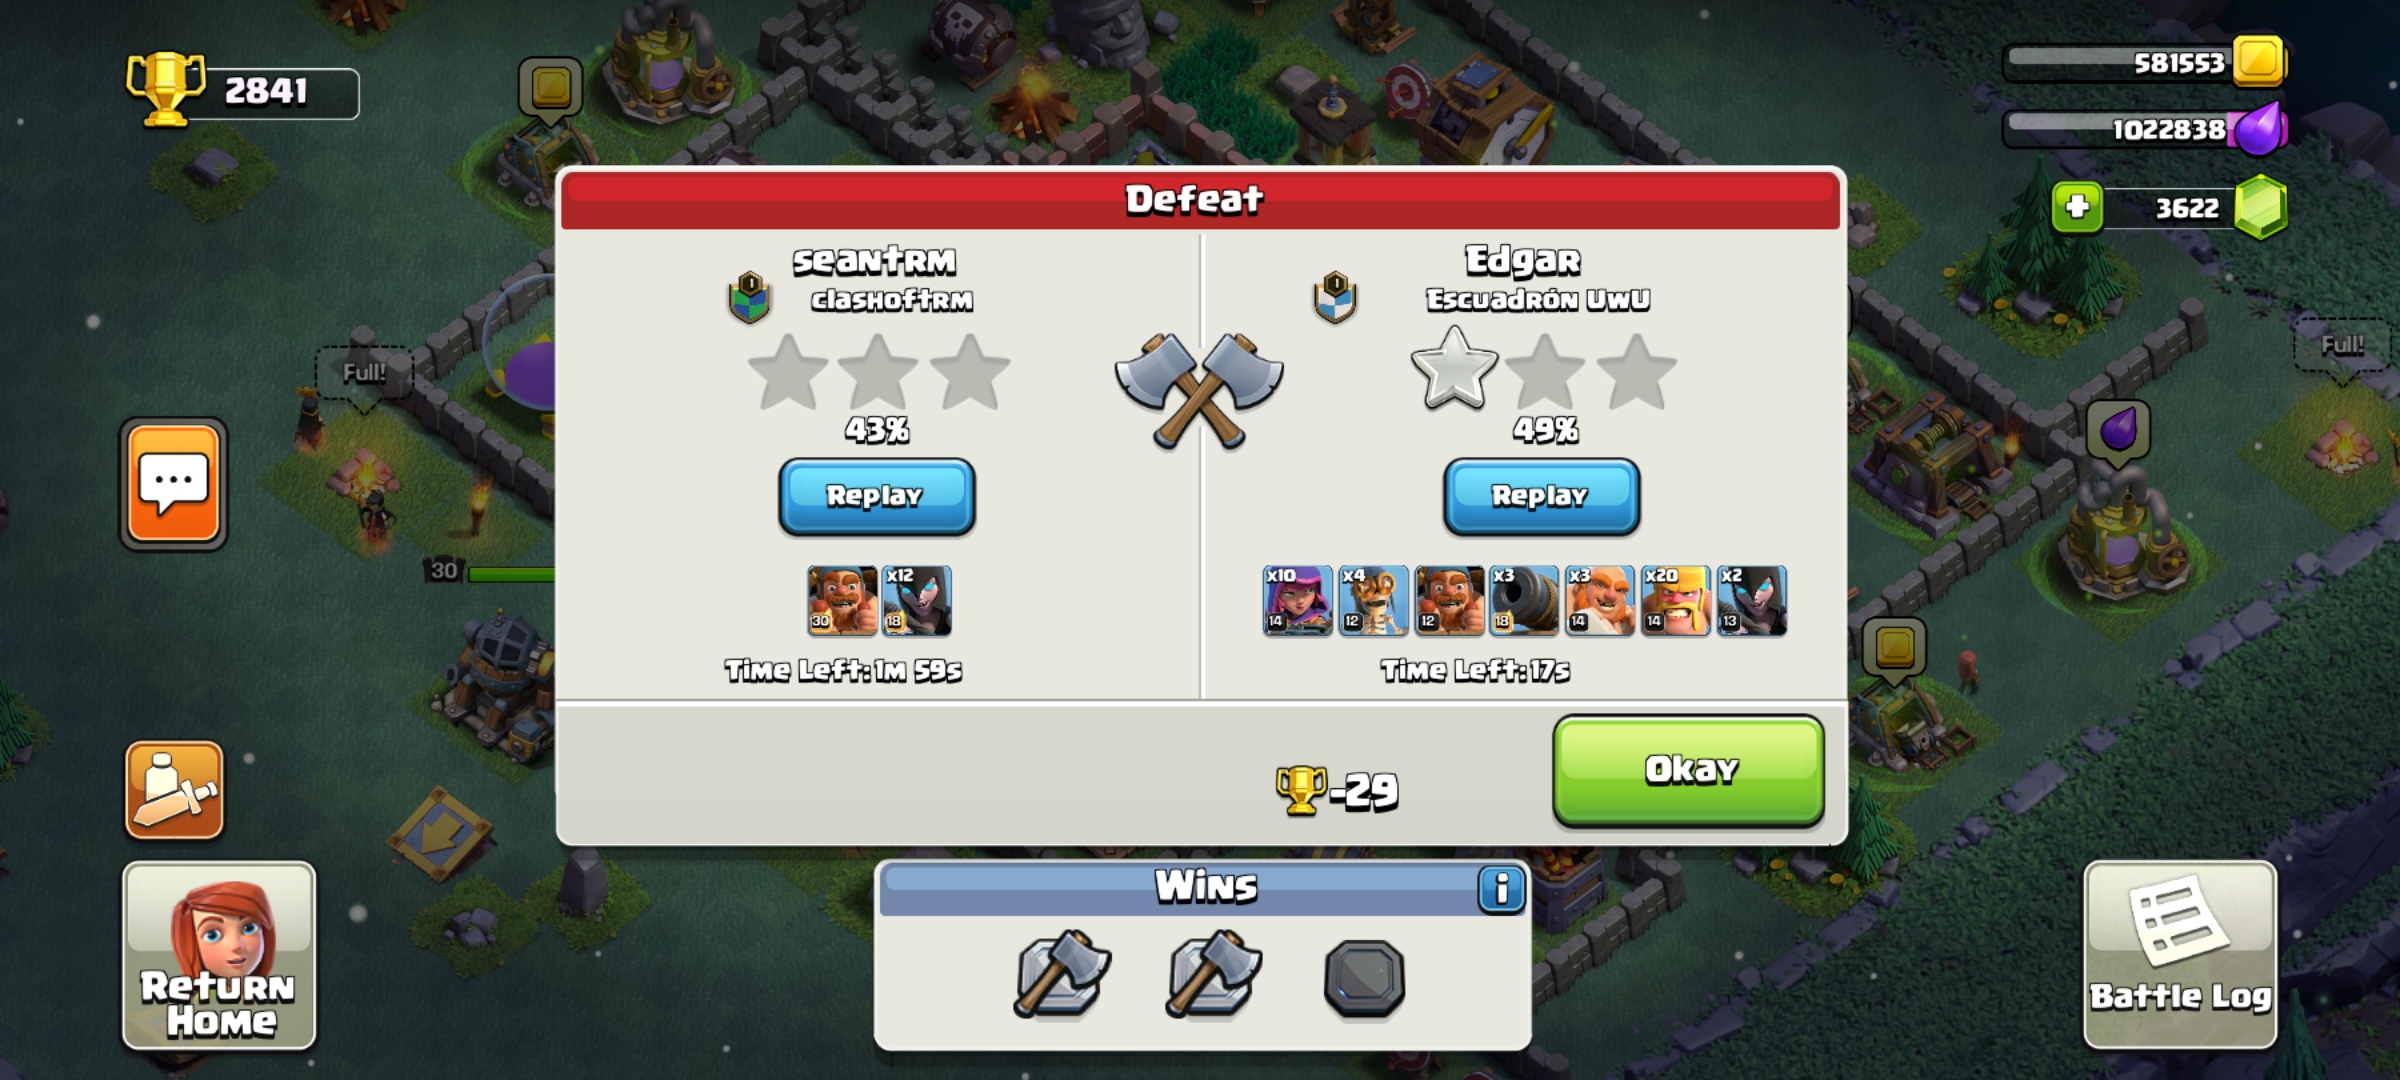 2841
581553
1022838
3622
Defeat
seantrm
clashoftrm
Edgar
Escuadrón UwU
1
1
43%
49%
Replay
Replay
Full!
Full!
30
x12
30
18
x10
x4
x3
x3
x20
x2
14
12
12
18
14
14
13
Time Left:1m 59s
Time Left:17s
-29
Okay
Wins
i
Return
Home
Battle Log